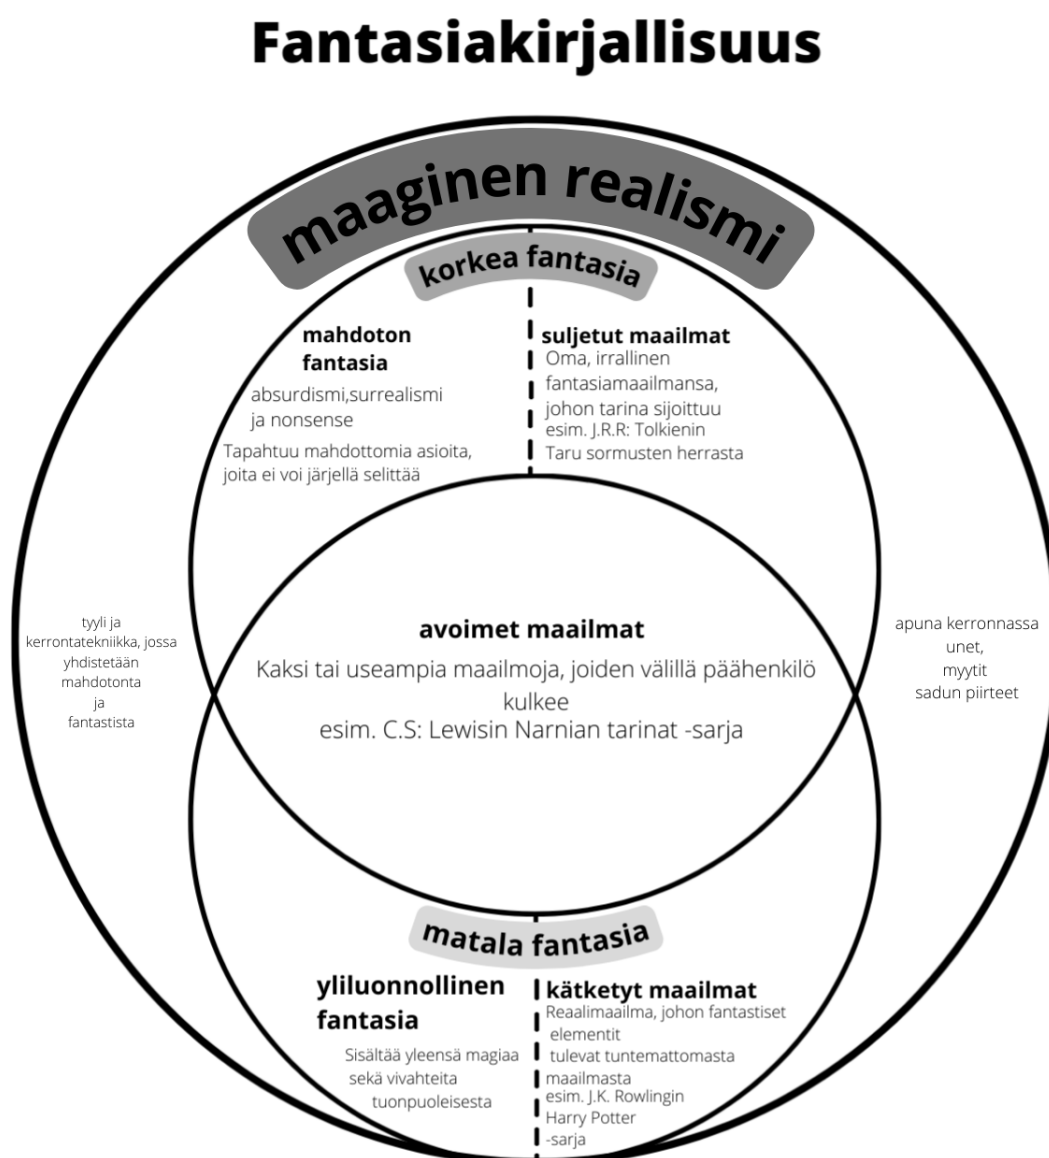 Fantasiakirjallisuus
maaginen realismi
korkea fantasia
mahdoton
fantasia
absurdismi,surrealismi
ja nonsense
Tapahtuu mahdottomia asioita,
joita ei voi järjellä selittää
suljetut maailmat
Oma, irrallinen
fantasiamaailmansa,
johon tarina sijoittuu
esim. J.R.R: Tolkienin
Taru sormusten herrasta
tyyli ja
kerrontatekniikka, jossa
yhdistetään
mahdotonta
ja
fantastista
avoimet maailmat
Kaksi tai useampia maailmoja, joiden välillä päähenkilö
kulkee
esim. C.S: Lewisin Narnian tarinat -sarja
apuna kerronnassa
unet,
myytit
sadun piirteet
matala fantasia
yliluonnollinen
fantasia
Sisältää yleensä magiaa
sekä vivahteita
tuonpuoleisesta
kätketyt maailmat
Reaalimaailma, johon fantastiset
elementit
tulevat tuntemattomasta
maailmasta
esim. J.K. Rowlingin
Harry Potter
-sarja